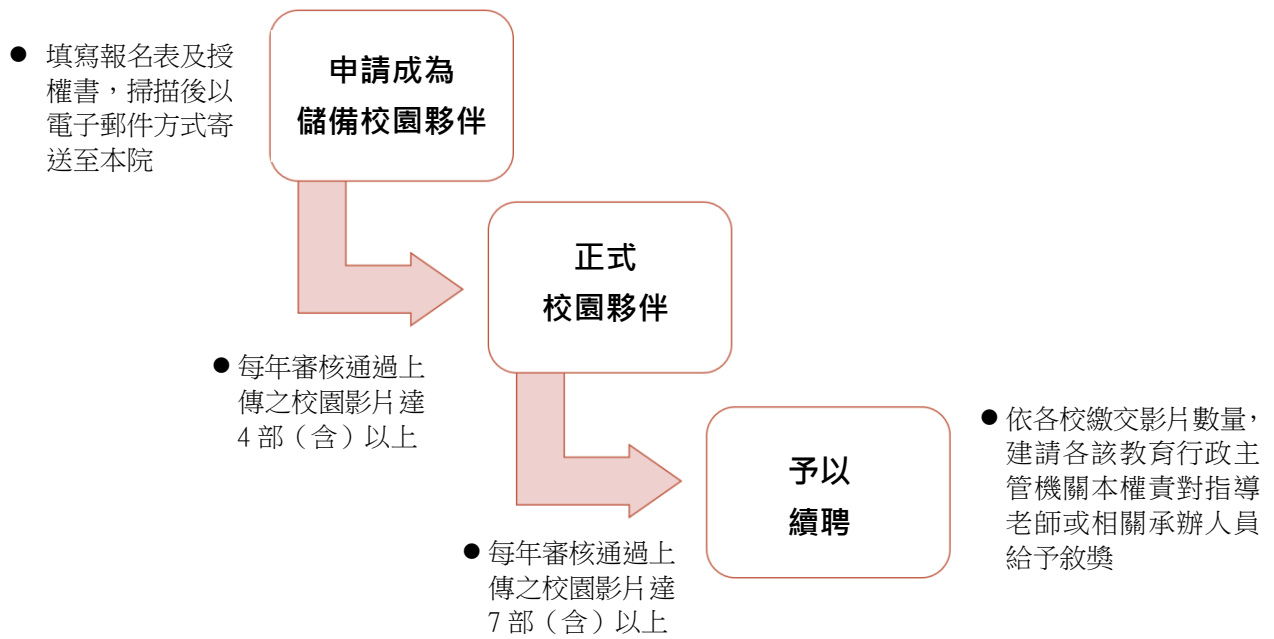 ● 填寫報名表及授
權書，掃描後以
電子郵件方式寄
送至本院
申請成為
儲備校園夥伴
正式
校園夥伴
● 每年審核通過上
傳之校園影片達
4 部（含）以上
予以
續聘
● 依各校繳交影片數量，
建請各該教育行政主
管機關本權責對指導
老師或相關承辦人員
給予敘獎
● 每年審核通過上
傳之校園影片達
7 部（含）以上